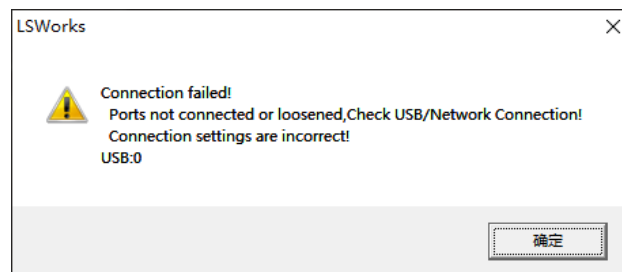 LSWorks
Connection failed!
Ports not connected or loosened,Check USB/Network Connection!
Connection settings are incorrect!
USB:0
确定